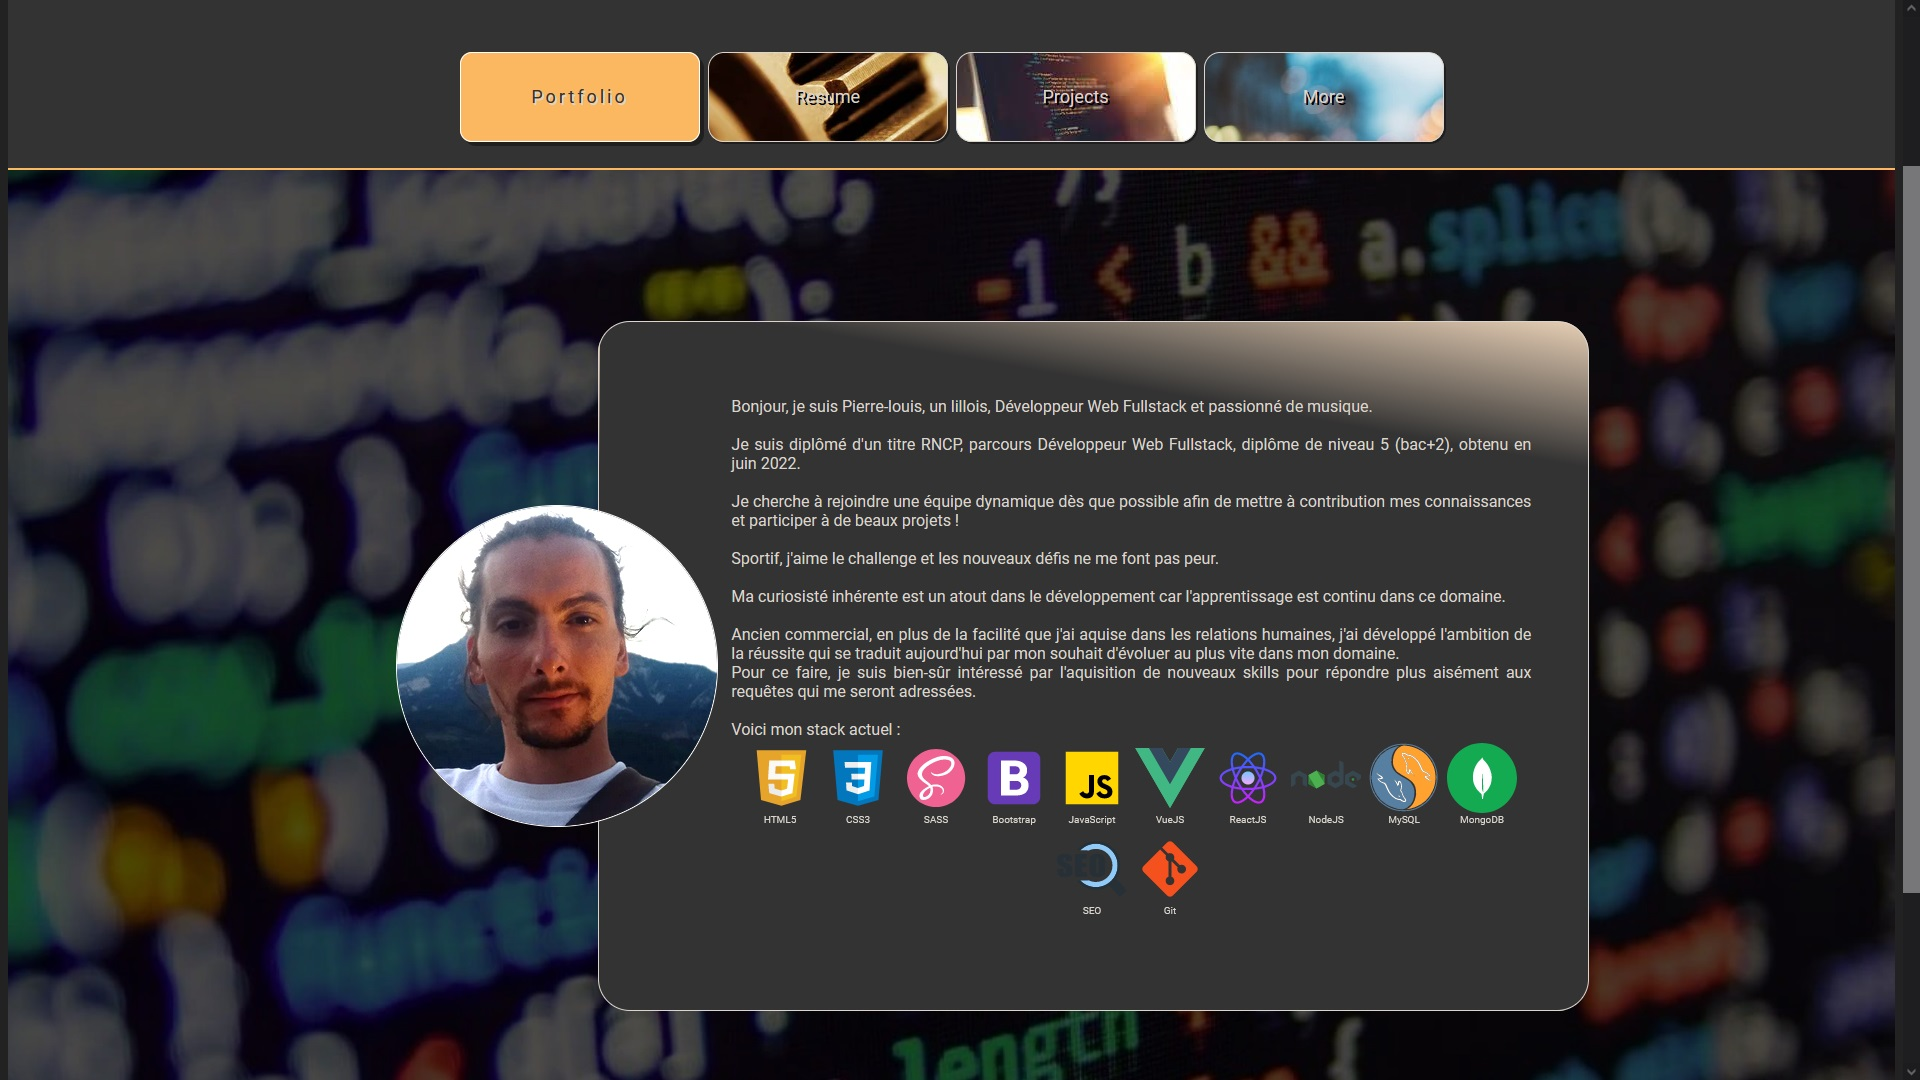 Portfolio
Resume
Projects
More
-1 < b && a.splice
);
Bonjour, je suis Pierre-louis, un lillois, Développeur Web Fullstack et passionné de musique.
Je suis diplômé d'un titre RNCP, parcours Développeur Web Fullstack, diplôme de niveau 5 (bac+2), obtenu en
juin 2022.
Je cherche à rejoindre une équipe dynamique dès que possible afin de mettre à contribution mes connaissances
et participer à de beaux projets !
Sportif, j'aime le challenge et les nouveaux défis ne me font pas peur.
Ma curiosisté inhérente est un atout dans le développement car l'apprentissage est continu dans ce domaine.
Ancien commercial, en plus de la facilité que j'ai aquise dans les relations humaines, j'ai développé l'ambition de
la réussite qui se traduit aujourd'hui par mon souhait d'évoluer au plus vite dans mon domaine.
Pour ce faire, je suis bien-sûr intéressé par l'aquisition de nouveaux skills pour répondre plus aisément aux
requêtes qui me seront adressées.
Voici mon stack actuel :
5 3 B JS node
HTML5 CSS3 SASS Bootstrap JavaScript VueJS ReactJS NodeJS MySQL MongoDB
SEO
SEO Git
length